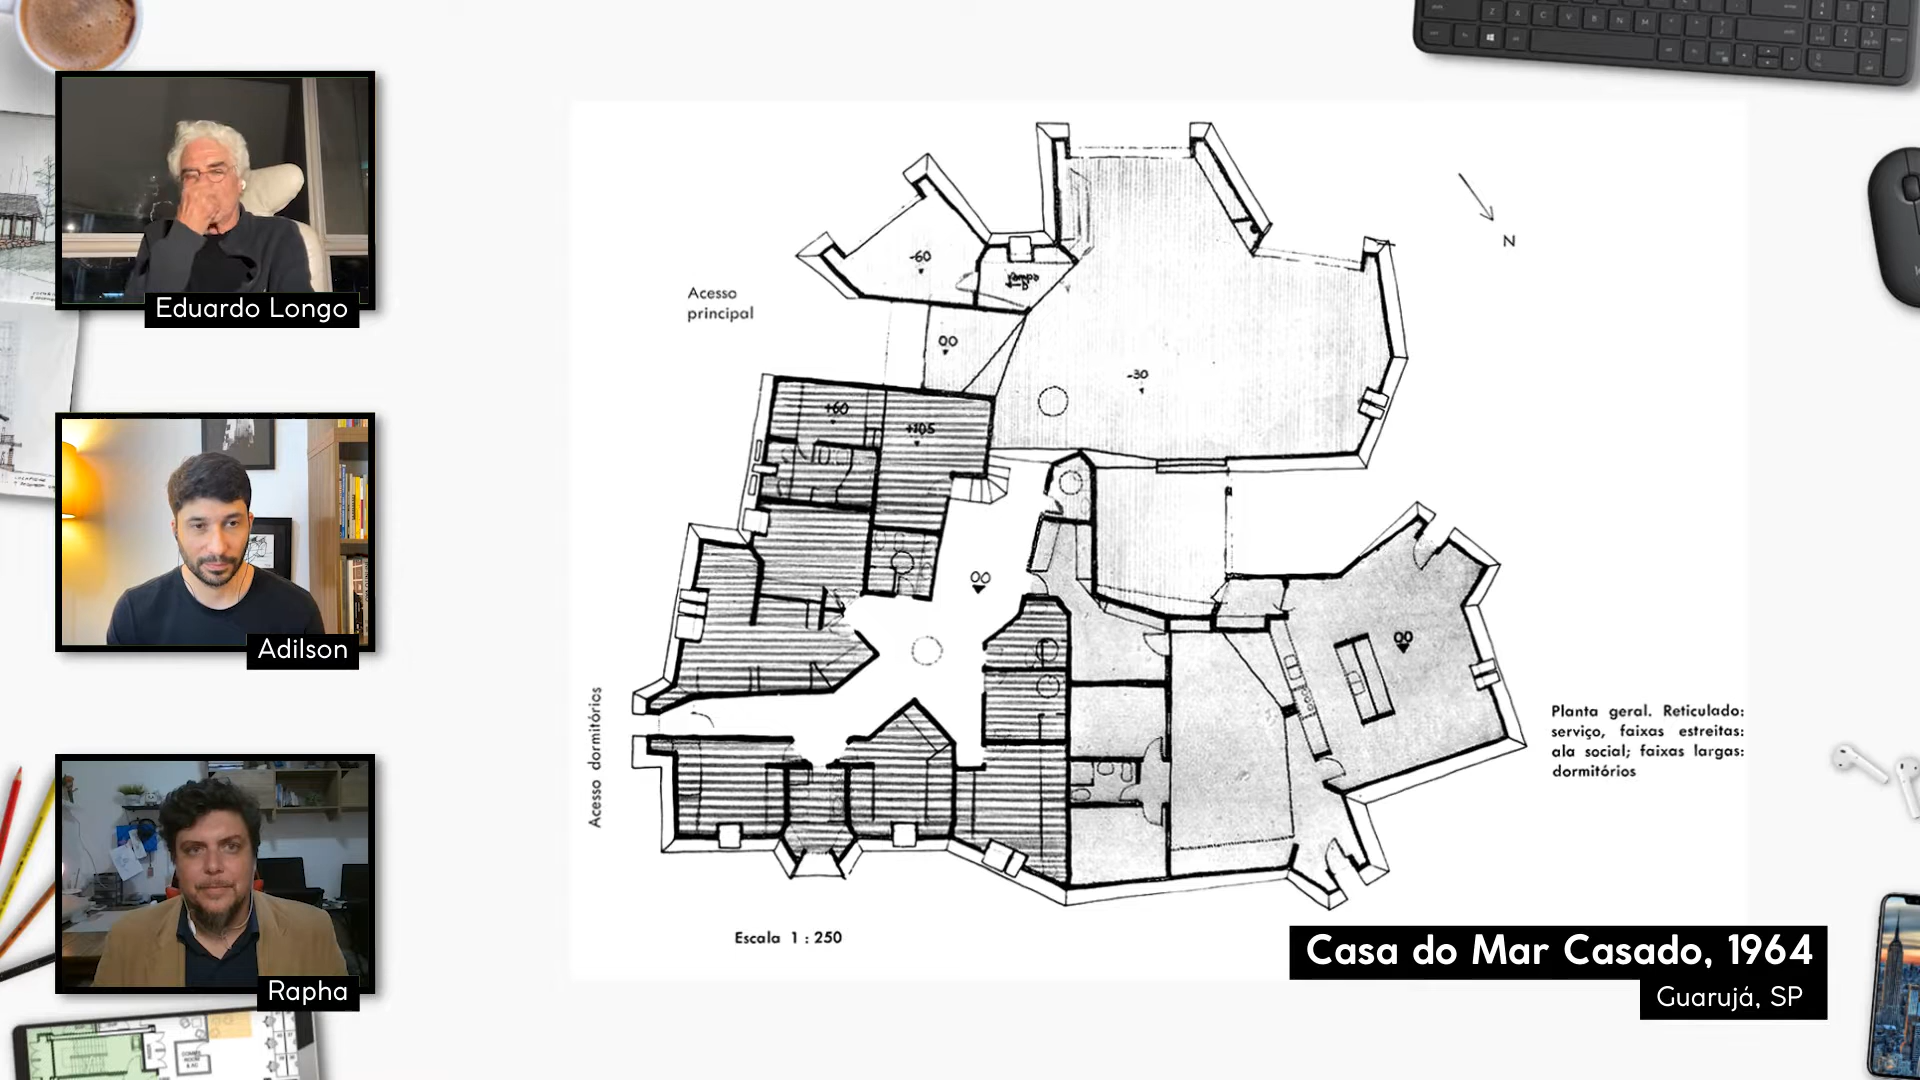 Eduardo Longo
Adilson
Rapha
Acesso
principal
-60
rampa
00
-30
N
+60
+105
00
00
Acesso dormitórios
Planta geral. Reticulado:
serviço, faixas estreitas:
ala social; faixas largas:
dormitórios
Escala 1 : 250
Casa do Mar Casado, 1964
Guarujá, SP